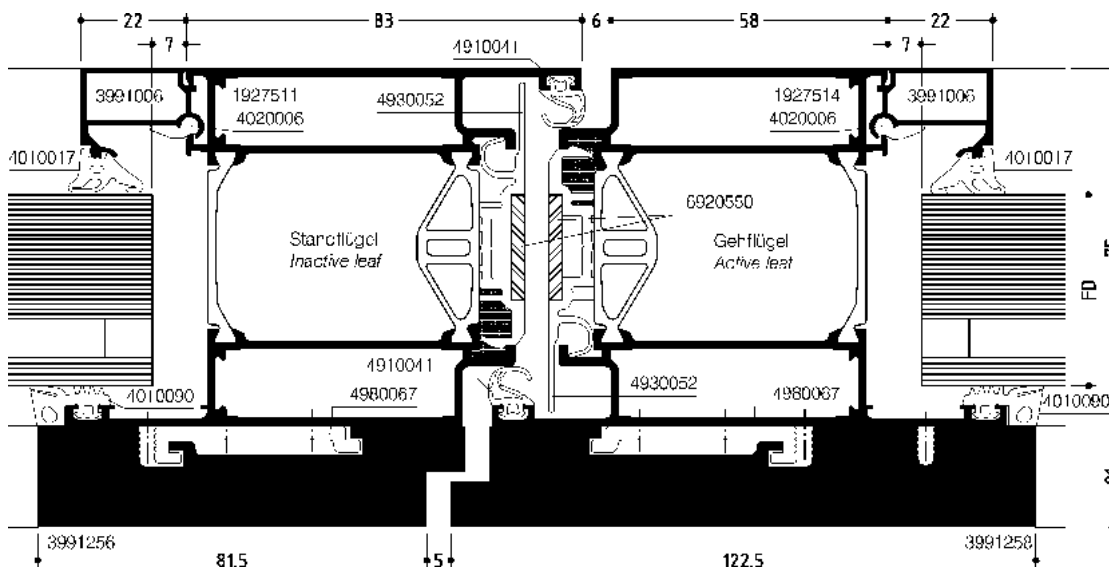 22 83 6 58 22
7 7
4910041
3991006 1927511 4930052 1927514 3991006
4020006 4020006
4010017 4010017
6920550
Standflügel Gehflügel
Inactive leaf Active leaf
FD
4910041
4010090 4980067 4930052 4980067 4010090
3991256 3991258
81.5 5 122.5